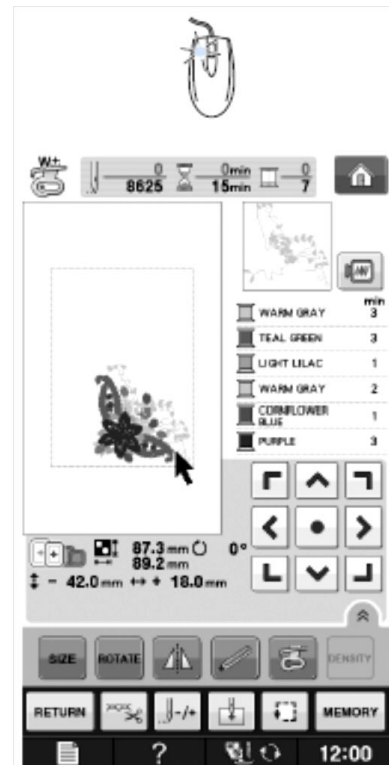 W+
0 0min 0
8625 15min 7
min
WARM GRAY 3
TEAL GREEN 3
LIGHT LILAC 1
WARM GRAY 2
CORNFLOWER
BLUE 1
PURPLE 3
87.3 mm 0°
89.2 mm
- 42.0 mm + 18.0 mm
SIZE ROTATE DENSITY
RETURN -/+ MEMORY
? 12:00